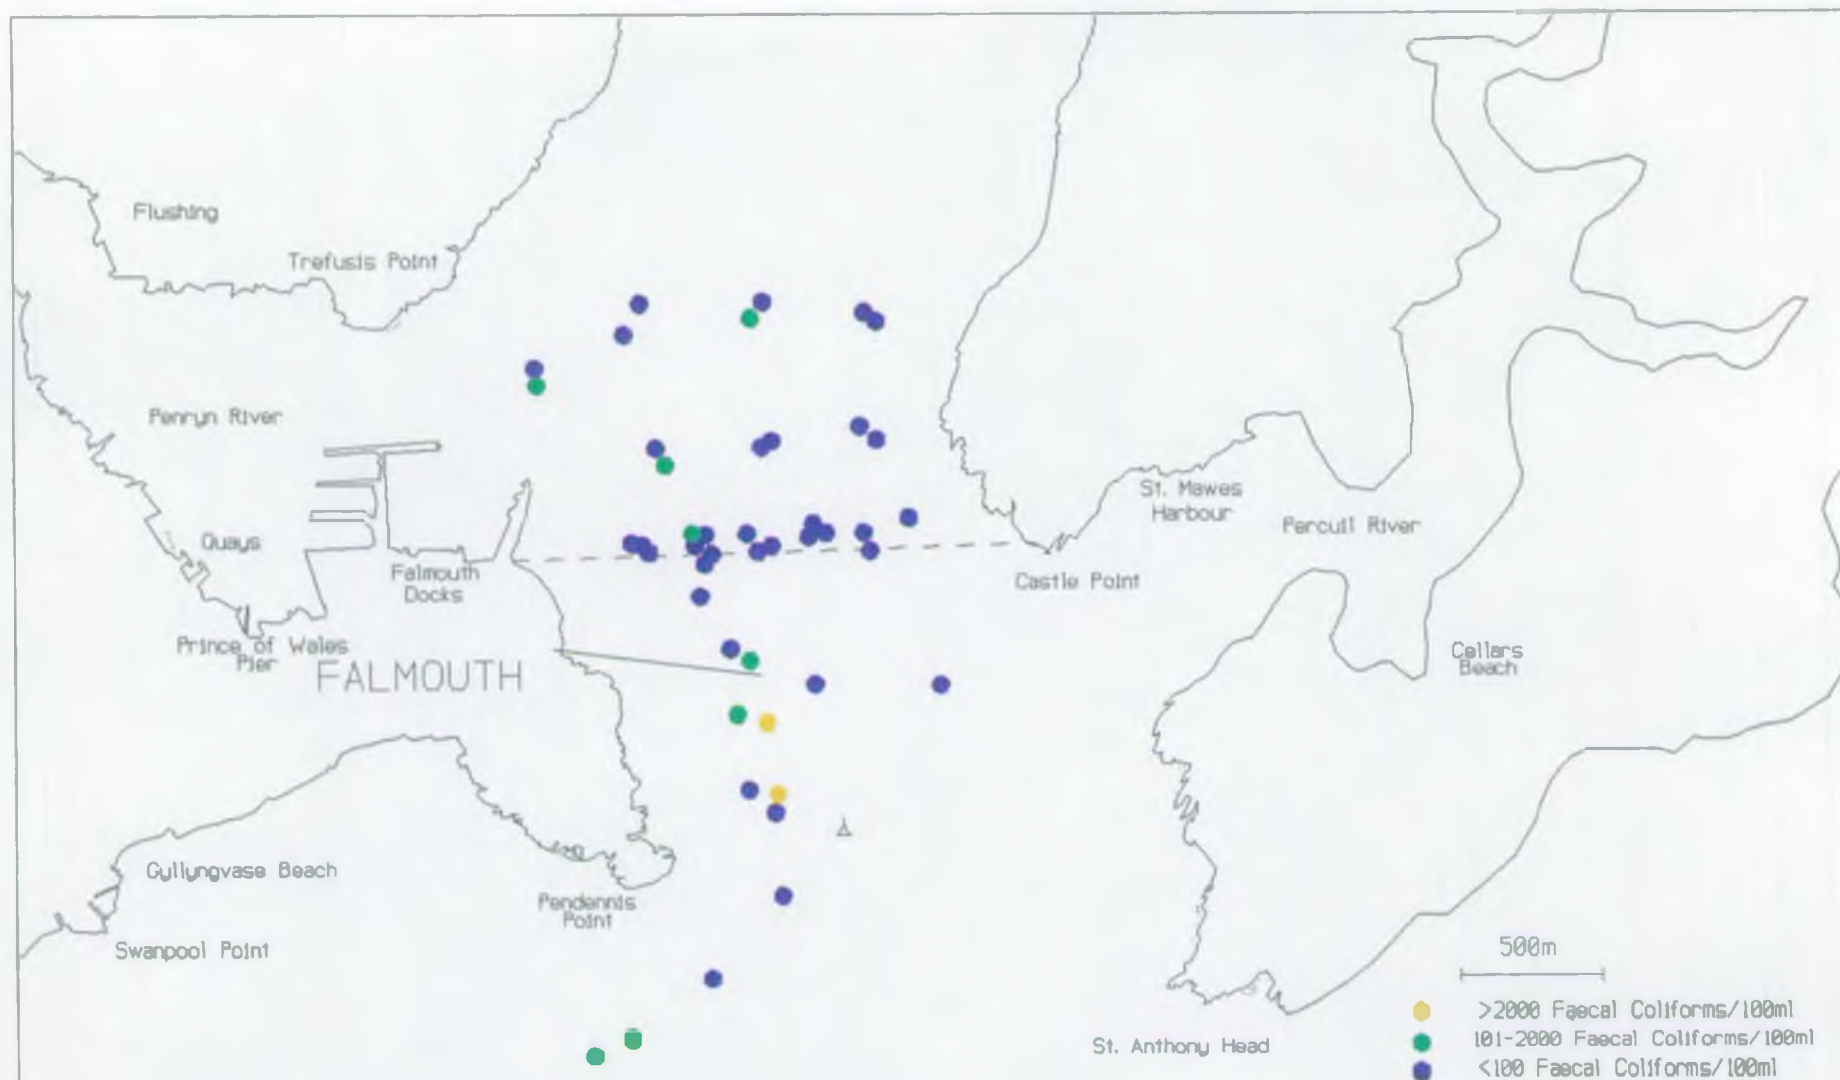 Flushing
Trefusis Point
Penryn River
Quays
Falmouth
Docks
Prince of Wales
Pier
FALMOUTH
St. Mawes
Harbour
Percuil River
Castle Point
Cellars
Beach
Gyllyngvase Beach
Pendennis
Point
Swanpool Point
St. Anthony Head
500m
>2000 Faecal Coliforms/100ml
101-2000 Faecal Coliforms/100ml
<100 Faecal Coliforms/100ml